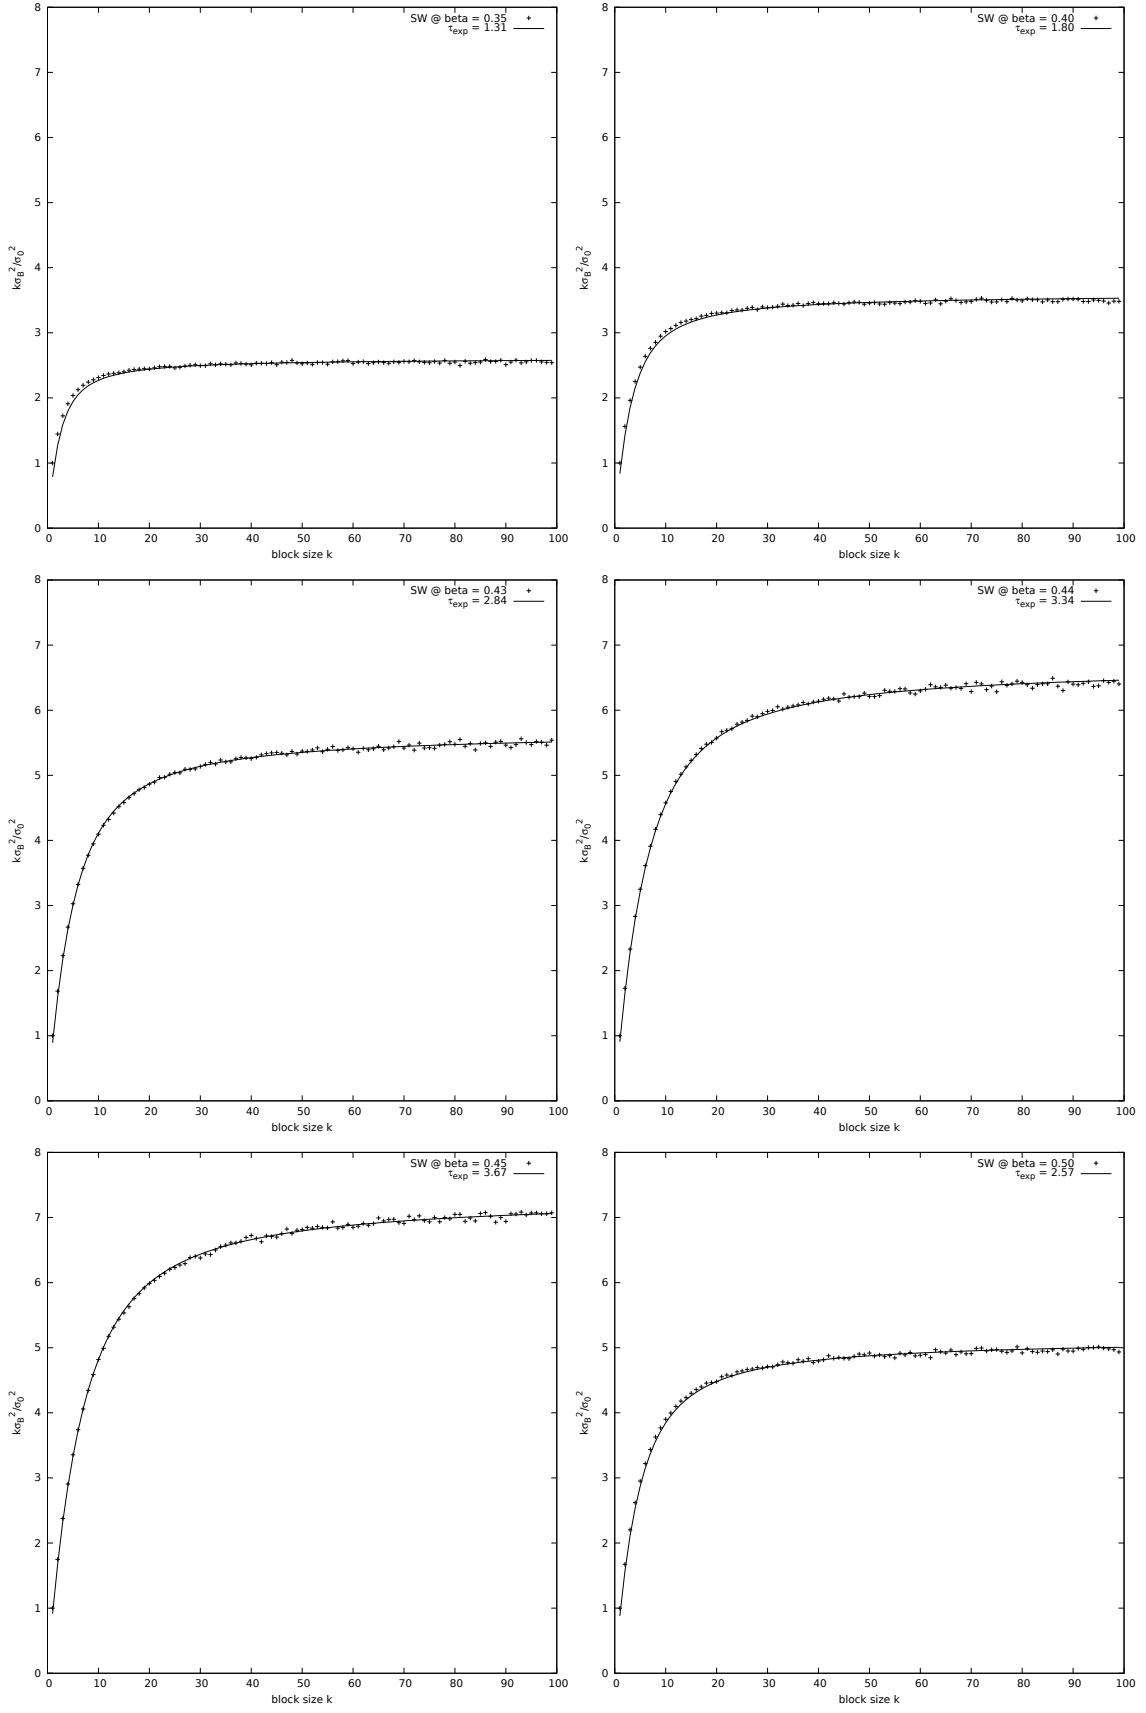 SW @ beta = 0.35
τexp = 1.31
8
7
6
5
4
3
2
1
0
kσB²/σ0²
0 10 20 30 40 50 60 70 80 90 100
block size k
SW @ beta = 0.40
τexp = 1.80
8
7
6
5
4
3
2
1
0
kσB²/σ0²
0 10 20 30 40 50 60 70 80 90 100
block size k
SW @ beta = 0.43
τexp = 2.84
8
7
6
5
4
3
2
1
0
kσB²/σ0²
0 10 20 30 40 50 60 70 80 90 100
block size k
SW @ beta = 0.44
τexp = 3.34
8
7
6
5
4
3
2
1
0
kσB²/σ0²
0 10 20 30 40 50 60 70 80 90 100
block size k
SW @ beta = 0.45
τexp = 3.67
8
7
6
5
4
3
2
1
0
kσB²/σ0²
0 10 20 30 40 50 60 70 80 90 100
block size k
SW @ beta = 0.50
τexp = 2.57
8
7
6
5
4
3
2
1
0
kσB²/σ0²
0 10 20 30 40 50 60 70 80 90 100
block size k